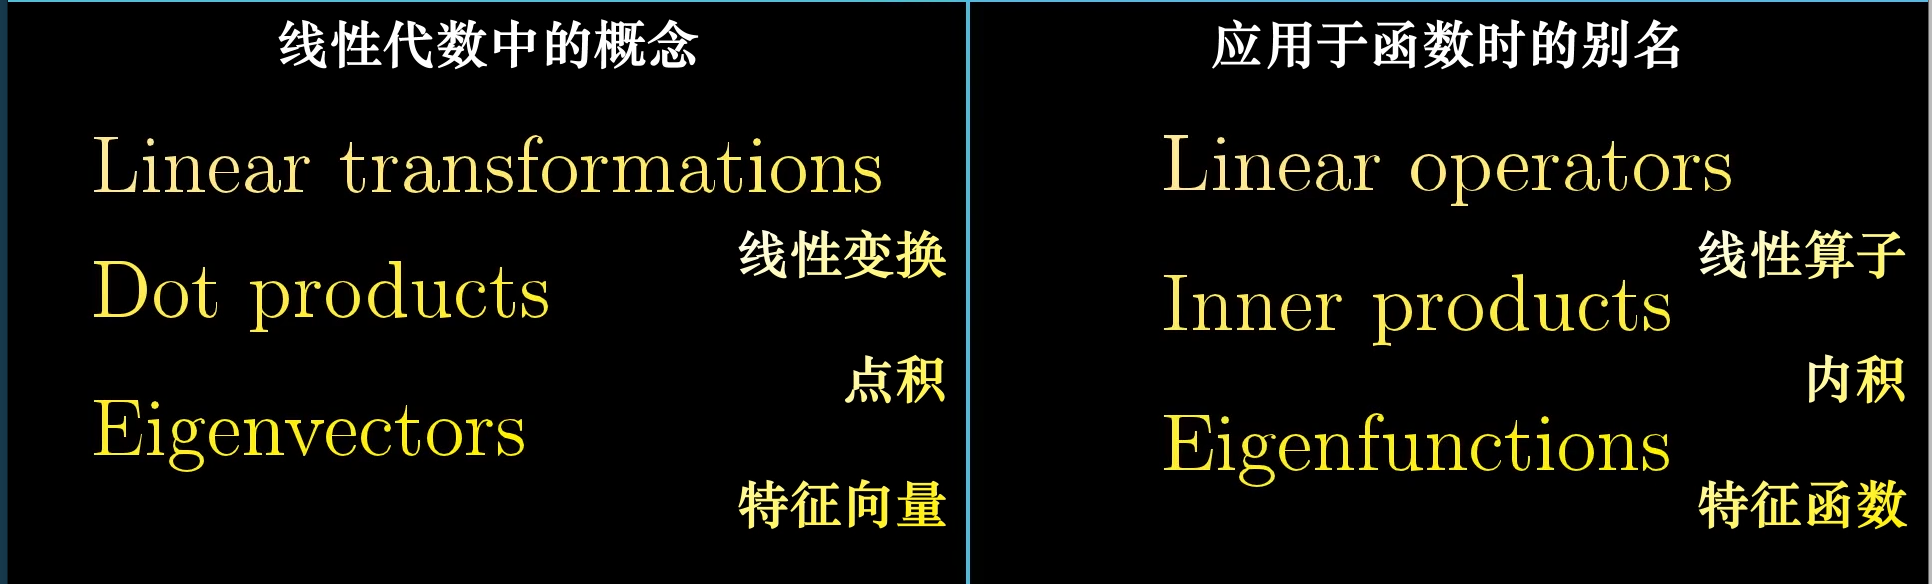 线性代数中的概念
Linear transformations
线性变换
Dot products
点积
Eigenvectors
特征向量
应用于函数时的别名
Linear operators
线性算子
Inner products
内积
Eigenfunctions
特征函数